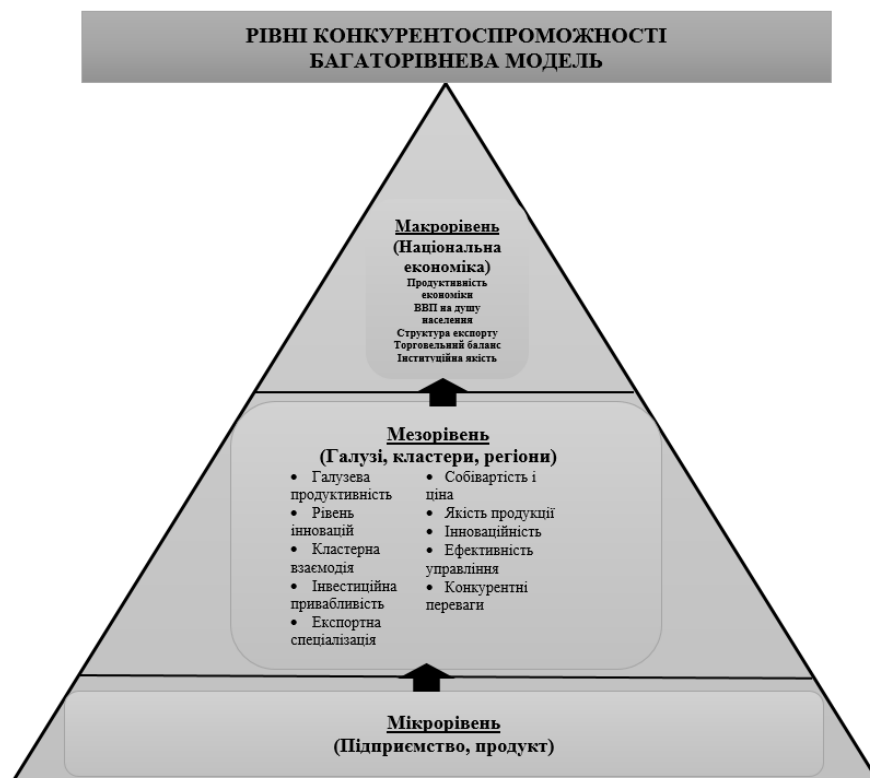 РІВНІ КОНКУРЕНТОСПРОМОЖНОСТІ
БАГАТОРІВНЕВА МОДЕЛЬ
Макрорівень
(Національна
економіка)
Продуктивність
економіки
ВВП на душу
населення
Структура експорту
Торговельний баланс
Інституційна якість
Мезорівень
(Галузі, кластери, регіони)
• Галузева
продуктивність
• Рівень
інновацій
• Кластерна
взаємодія
• Інвестиційна
привабливість
• Експортна
спеціалізація
• Собівартість і
ціна
• Якість продукції
• Інноваційність
• Ефективність
управління
• Конкурентні
переваги
Мікрорівень
(Підприємство, продукт)